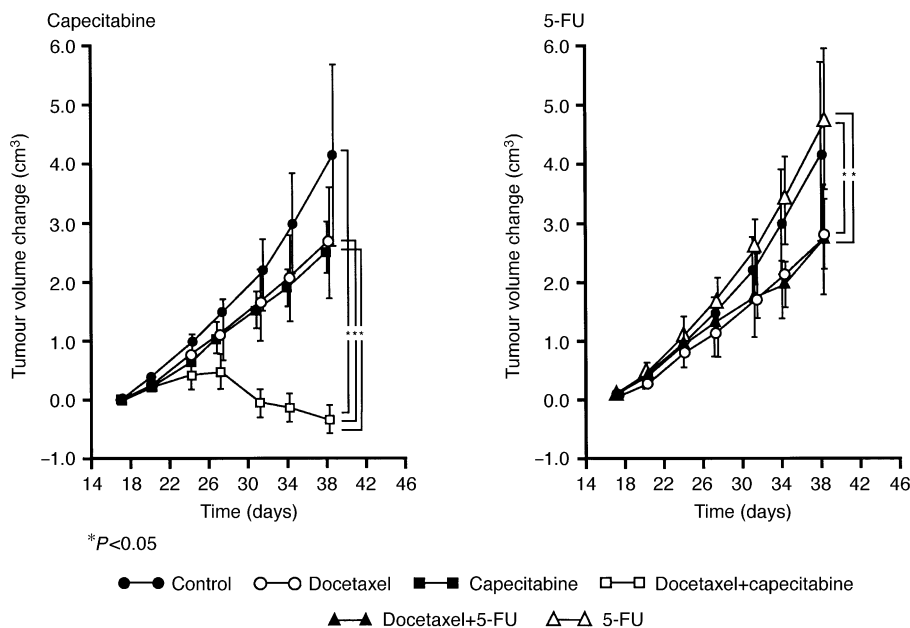 Capecitabine
6.0
5.0
4.0
3.0
2.0
1.0
0.0
−1.0
Tumour volume change (cm³)
14 18 22 26 30 34 38 42 46
Time (days)
5-FU
6.0
5.0
4.0
3.0
2.0
1.0
0.0
−1.0
Tumour volume change (cm³)
14 18 22 26 30 34 38 42 46
Time (days)
***
**
*P<0.05
Control Docetaxel Capecitabine Docetaxel+capecitabine
Docetaxel+5-FU 5-FU